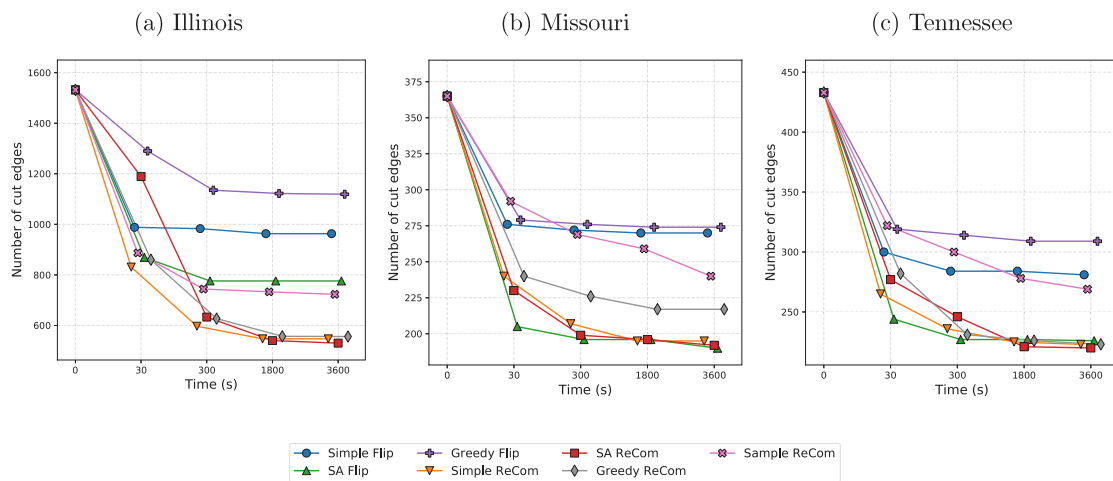 (a) Illinois
(b) Missouri
(c) Tennessee
Number of cut edges
1600
1400
1200
1000
800
600
0
30
300
1800
3600
Time (s)
Number of cut edges
375
350
325
300
275
250
225
200
0
30
300
1800
3600
Time (s)
Number of cut edges
450
400
350
300
250
0
30
300
1800
3600
Time (s)
Simple Flip
Greedy Flip
SA ReCom
Sample ReCom
SA Flip
Simple ReCom
Greedy ReCom